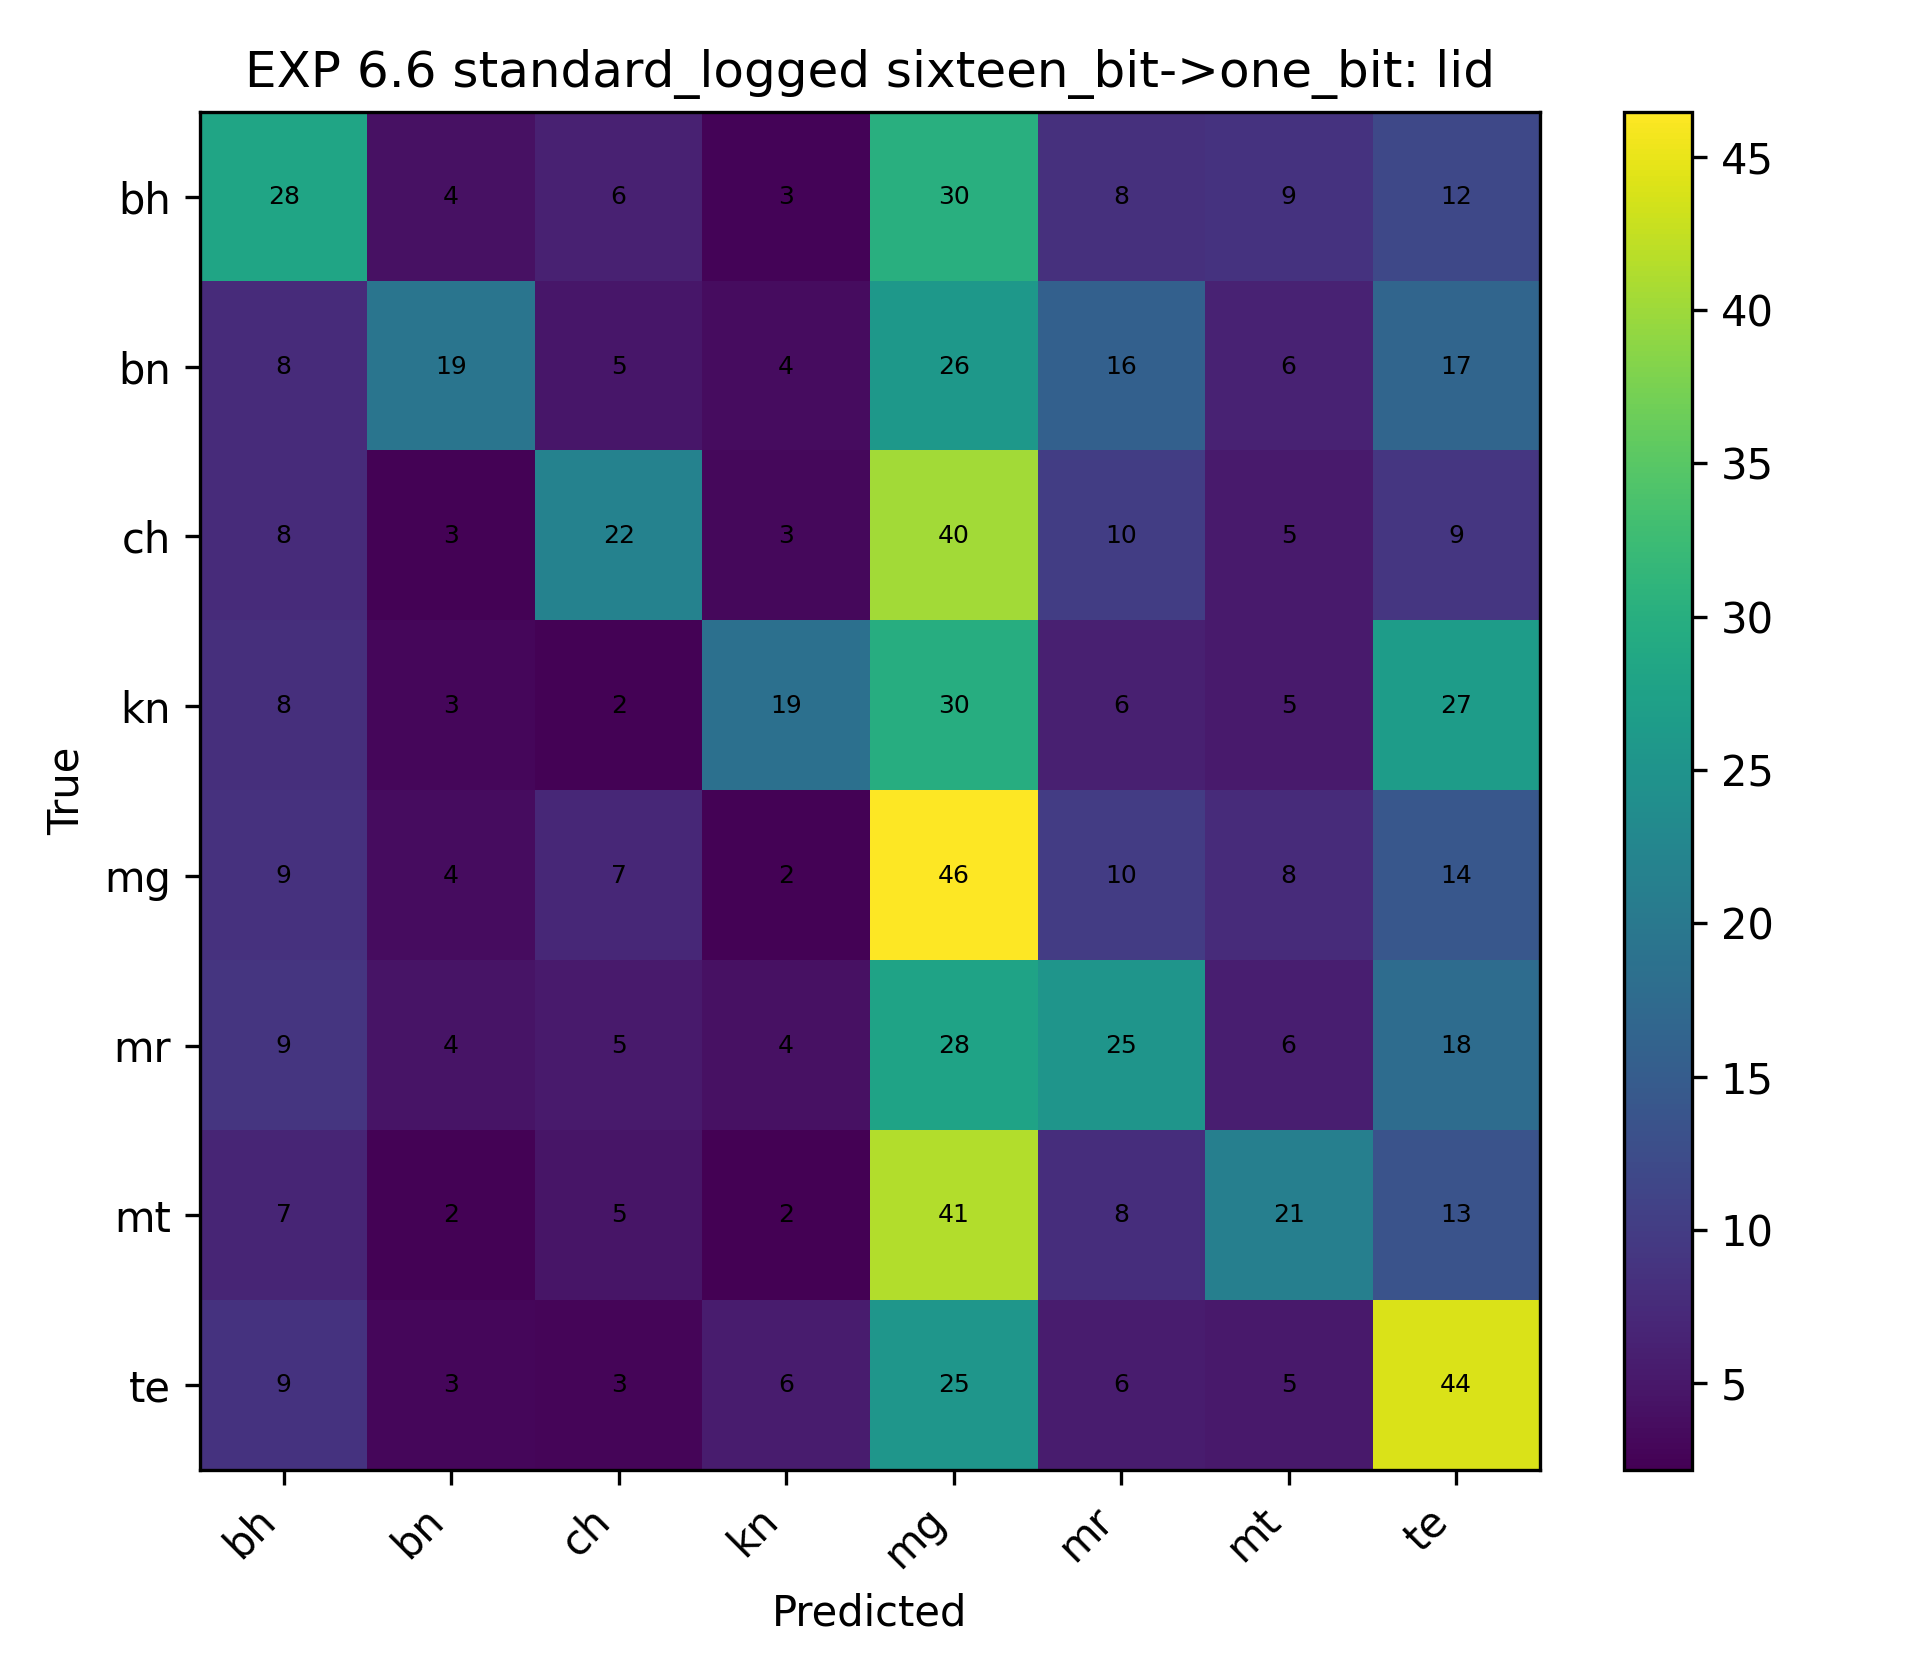 EXP 6.6 standard_logged sixteen_bit->one_bit: lid
bh 28 4 6 3 30 8 9 12
bn 8 19 5 4 26 16 6 17
ch 8 3 22 3 40 10 5 9
kn 8 3 2 19 30 6 5 27
mg 9 4 7 2 46 10 8 14
mr 9 4 5 4 28 25 6 18
mt 7 2 5 2 41 8 21 13
te 9 3 3 6 25 6 5 44
bh bn ch kn mg mr mt te
True
Predicted
45
40
35
30
25
20
15
10
5